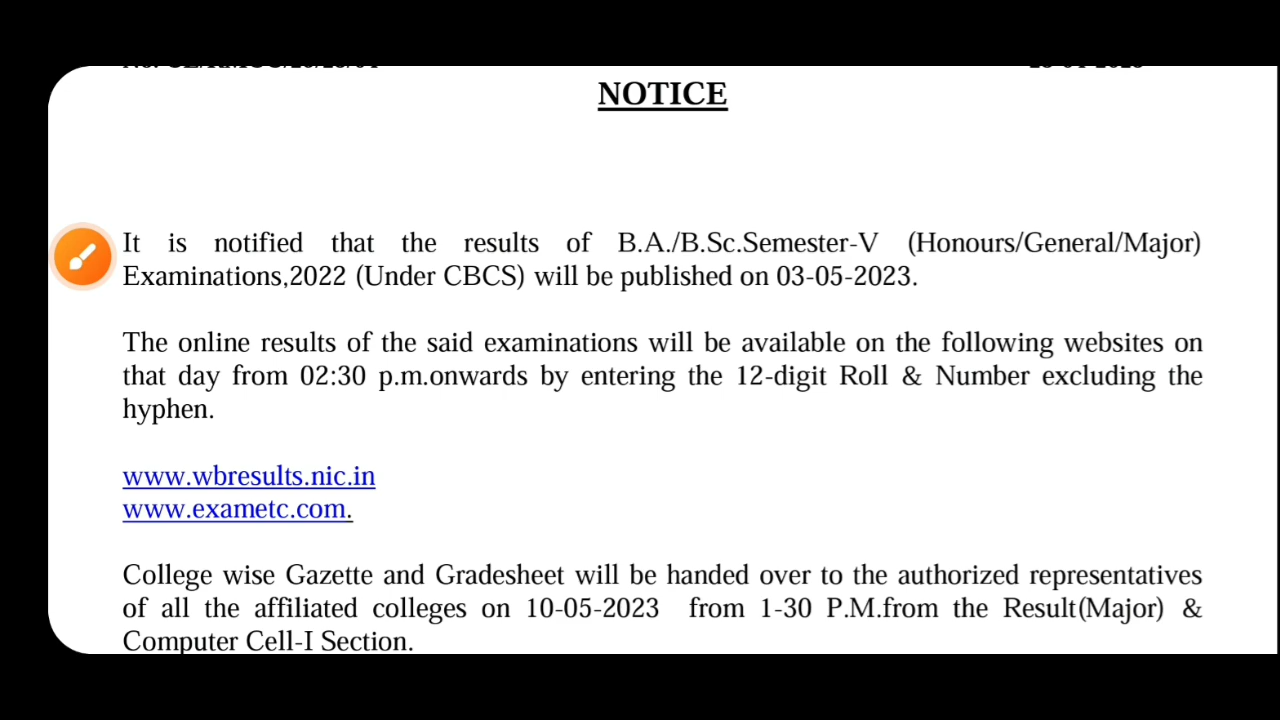 NOTICE
It is notified that the results of B.A./B.Sc.Semester-V (Honours/General/Major)
Examinations,2022 (Under CBCS) will be published on 03-05-2023.
The online results of the said examinations will be available on the following websites on
that day from 02:30 p.m.onwards by entering the 12-digit Roll & Number excluding the
hyphen.
www.wbresults.nic.in
www.exametc.com.
College wise Gazette and Gradesheet will be handed over to the authorized representatives
of all the affiliated colleges on 10-05-2023 from 1-30 P.M.from the Result(Major) &
Computer Cell-I Section.